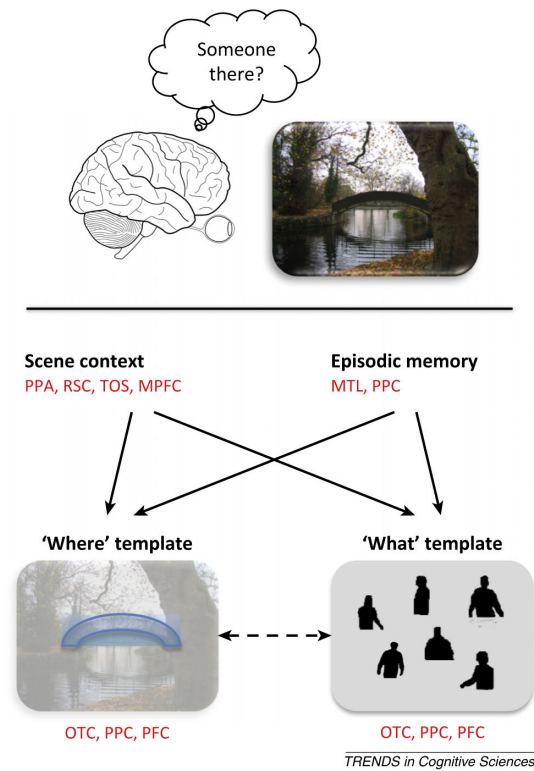 Someone
there?
Scene context
PPA, RSC, TOS, MPFC
Episodic memory
MTL, PPC
‘Where’ template
‘What’ template
OTC, PPC, PFC
OTC, PPC, PFC
TRENDS in Cognitive Sciences